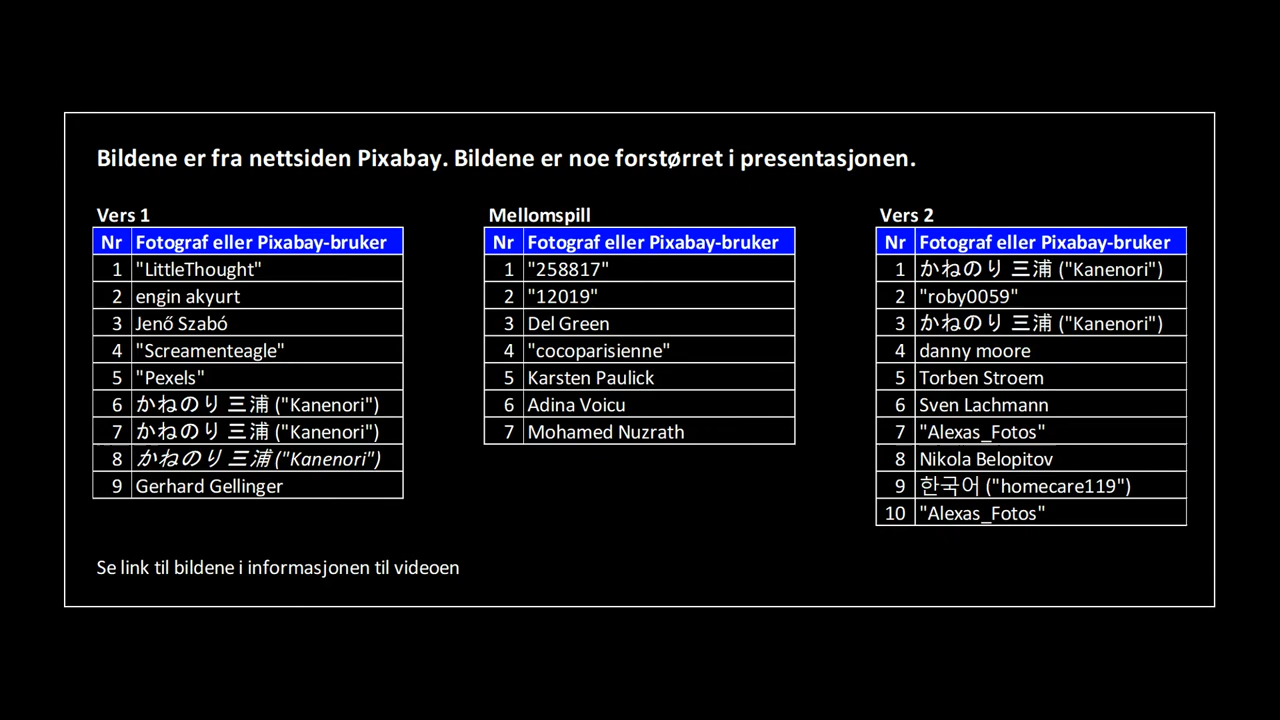 Bildene er fra nettsiden Pixabay. Bildene er noe forstørret i presentasjonen.
Vers 1
Nr Fotograf eller Pixabay-bruker
1 "LittleThought"
2 engin akyurt
3 Jenő Szabó
4 "Screamenteagle"
5 "Pexels"
6 かねのり 三浦 ("Kanenori")
7 かねのり 三浦 ("Kanenori")
8 かねのり 三浦 ("Kanenori")
9 Gerhard Gellinger
Mellomspill
Nr Fotograf eller Pixabay-bruker
1 "258817"
2 "12019"
3 Del Green
4 "cocoparisienne"
5 Karsten Paulick
6 Adina Voicu
7 Mohamed Nuzrath
Vers 2
Nr Fotograf eller Pixabay-bruker
1 かねのり 三浦 ("Kanenori")
2 "roby0059"
3 かねのり 三浦 ("Kanenori")
4 danny moore
5 Torben Stroem
6 Sven Lachmann
7 "Alexas_Fotos"
8 Nikola Belopitov
9 한국어 ("homecare119")
10 "Alexas_Fotos"
Se link til bildene i informasjonen til videoen